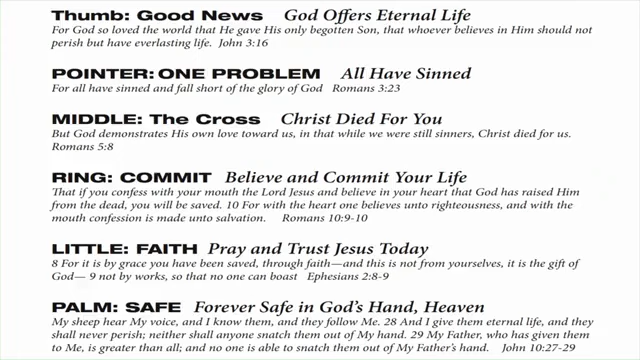 Thumb: Good News God Offers Eternal Life
For God so loved the world that He gave His only begotten Son, that whoever believes in Him should not
perish but have everlasting life. John 3:16
POINTER: ONE PROBLEM All Have Sinned
For all have sinned and fall short of the glory of God Romans 3:23
MIDDLE: The Cross Christ Died For You
But God demonstrates His own love toward us, in that while we were still sinners, Christ died for us.
Romans 5:8
RING: COMMIT Believe and Commit Your Life
That if you confess with your mouth the Lord Jesus and believe in your heart that God has raised Him
from the dead, you will be saved. 10 For with the heart one believes unto righteousness, and with the
mouth confession is made unto salvation. Romans 10:9-10
LITTLE: FAITH Pray and Trust Jesus Today
8 For it is by grace you have been saved, through faith—and this is not from yourselves, it is the gift of
God— 9 not by works, so that no one can boast Ephesians 2:8-9
PALM: SAFE Forever Safe in God's Hand, Heaven
My sheep hear My voice, and I know them, and they follow Me. 28 And I give them eternal life, and they
shall never perish; neither shall anyone snatch them out of My hand. 29 My Father, who has given them
to Me, is greater than all; and no one is able to snatch them out of My Father's hand. John 10:27-29